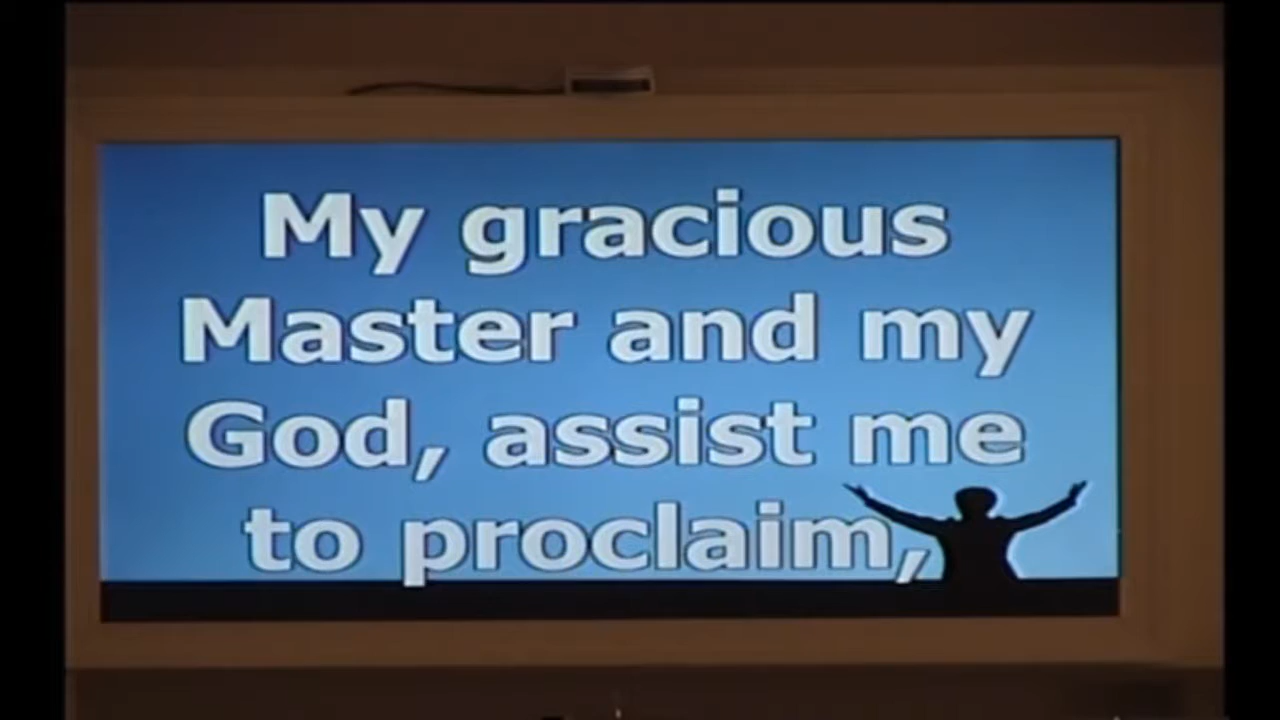 My gracious
Master and my
God, assist me
to proclaim,